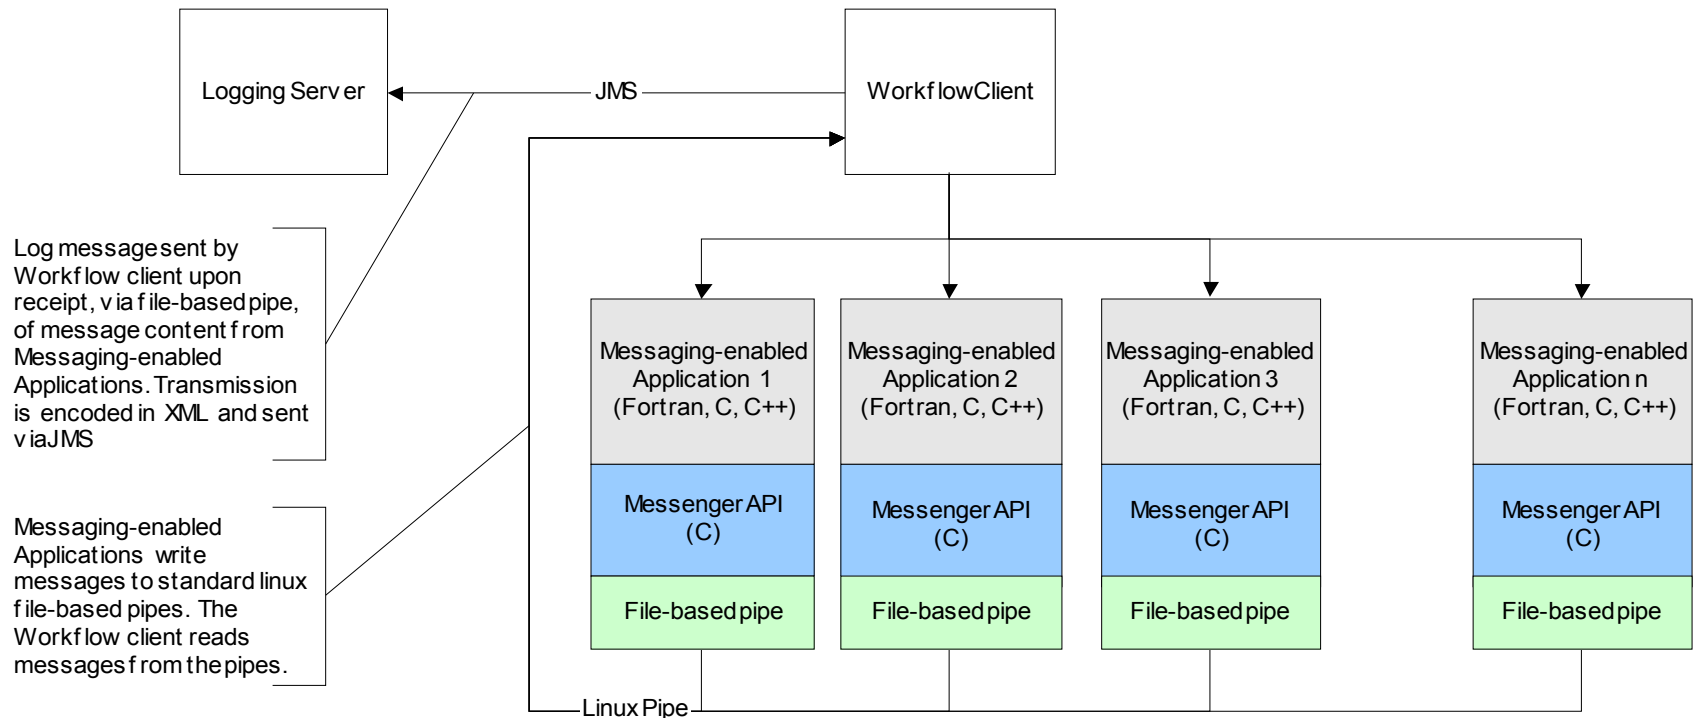 Logging Server
JMS
WorkflowClient
Log message sent by
Workflow client upon
receipt, via file-based pipe,
of message content from
Messaging-enabled
Applications. Transmission
is encoded in XML and sent
via JMS
Messaging-enabled
Applications write
messages to standard linux
file-based pipes. The
Workflow client reads
messages from the pipes.
Messaging-enabled
Application 1
(Fortran, C, C++)
Messenger API
(C)
File-based pipe
Messaging-enabled
Application 2
(Fortran, C, C++)
Messenger API
(C)
File-based pipe
Messaging-enabled
Application 3
(Fortran, C, C++)
Messenger API
(C)
File-based pipe
Messaging-enabled
Application n
(Fortran, C, C++)
Messenger API
(C)
File-based pipe
Linux Pipe